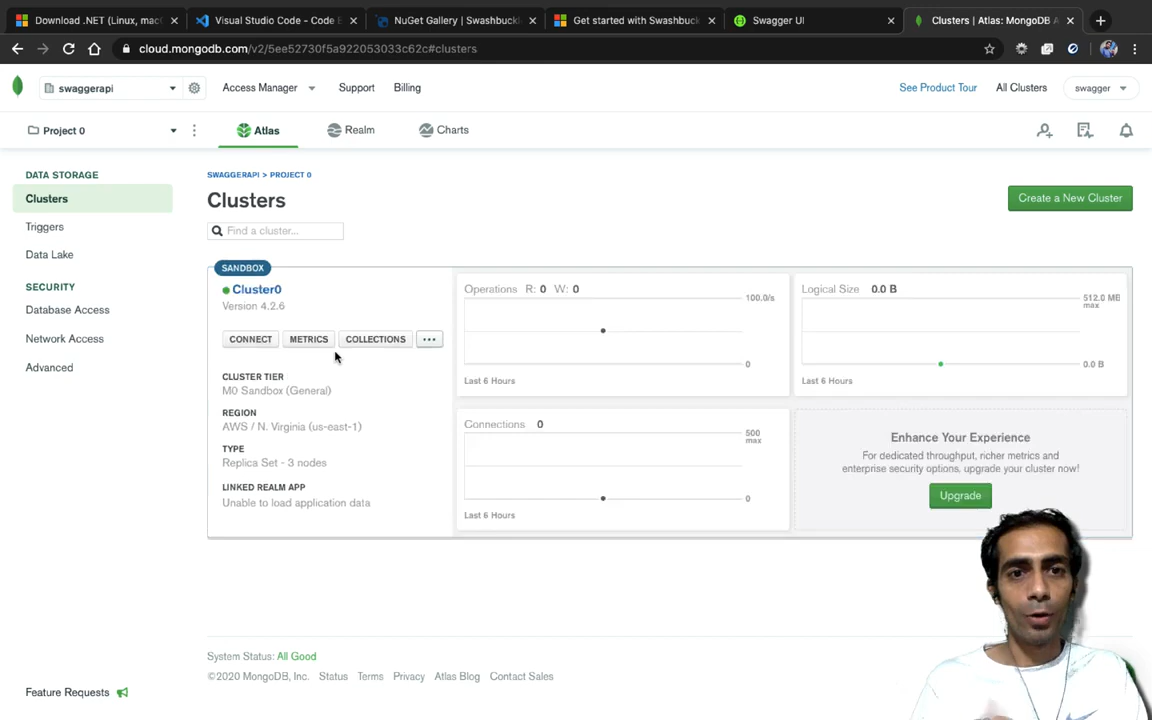 Download .NET (Linux, mac
Visual Studio Code - Code E
NuGet Gallery | Swashbuckl
Get started with Swashbuck
Swagger UI
Clusters | Atlas: MongoDB A
cloud.mongodb.com/v2/5ee52730f5a922053033c62c#clusters
swaggerapi
Access Manager
Support
Billing
See Product Tour
All Clusters
swagger
Project 0
Atlas
Realm
Charts
DATA STORAGE
Clusters
Triggers
Data Lake
SECURITY
Database Access
Network Access
Advanced
Feature Requests
SWAGGERAPI > PROJECT 0
Clusters
Create a New Cluster
Find a cluster...
SANDBOX
Cluster0
Version 4.2.6
CONNECT
METRICS
COLLECTIONS
...
CLUSTER TIER
M0 Sandbox (General)
REGION
AWS / N. Virginia (us-east-1)
TYPE
Replica Set - 3 nodes
LINKED REALM APP
Unable to load application data
Operations R: 0 W: 0
100.0/s
0
Last 6 Hours
Logical Size 0.0 B
512.0 MB
max
0.0 B
Last 6 Hours
Connections 0
500
max
0
Last 6 Hours
Enhance Your Experience
For dedicated throughput, richer metrics and
enterprise security options, upgrade your cluster now!
Upgrade
System Status: All Good
©2020 MongoDB, Inc. Status Terms Privacy Atlas Blog Contact Sales